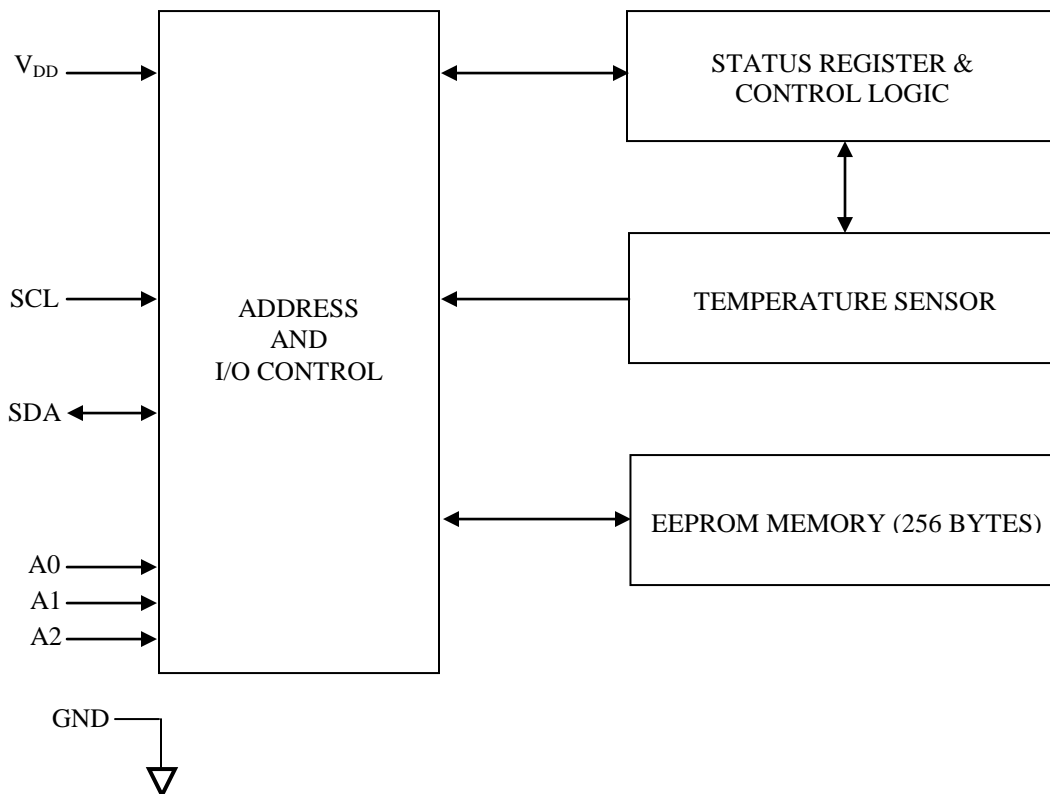 V_DD
STATUS REGISTER &
CONTROL LOGIC
SCL
ADDRESS
AND
I/O CONTROL
TEMPERATURE SENSOR
SDA
EEPROM MEMORY (256 BYTES)
A0
A1
A2
GND